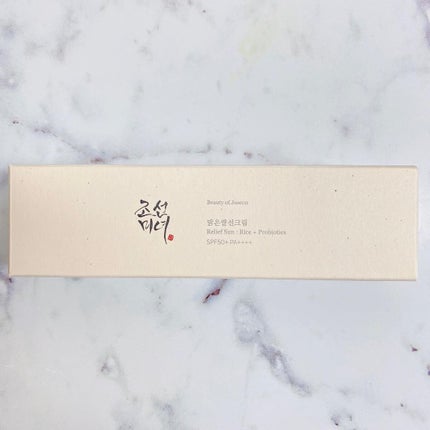 조선
미녀
Beauty of Joseon
맑은쌀선크림
Relief Sun : Rice + Probiotics
SPF50+ PA++++